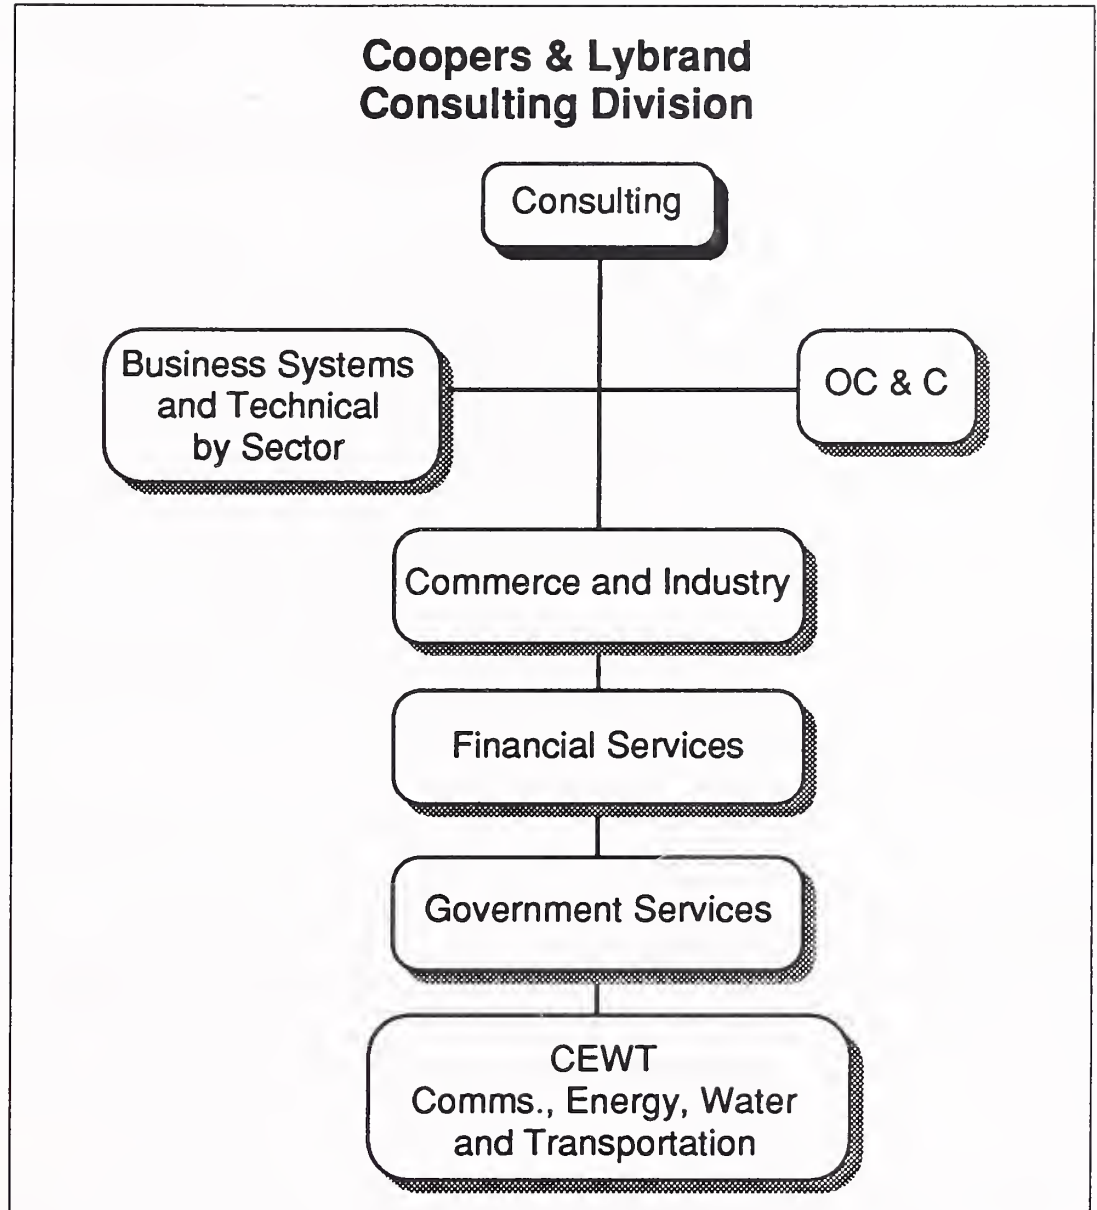 Coopers & Lybrand
Consulting Division
Consulting
Business Systems
and Technical
by Sector
OC & C
Commerce and Industry
Financial Services
Government Services
CEWT
Comms., Energy, Water
and Transportation